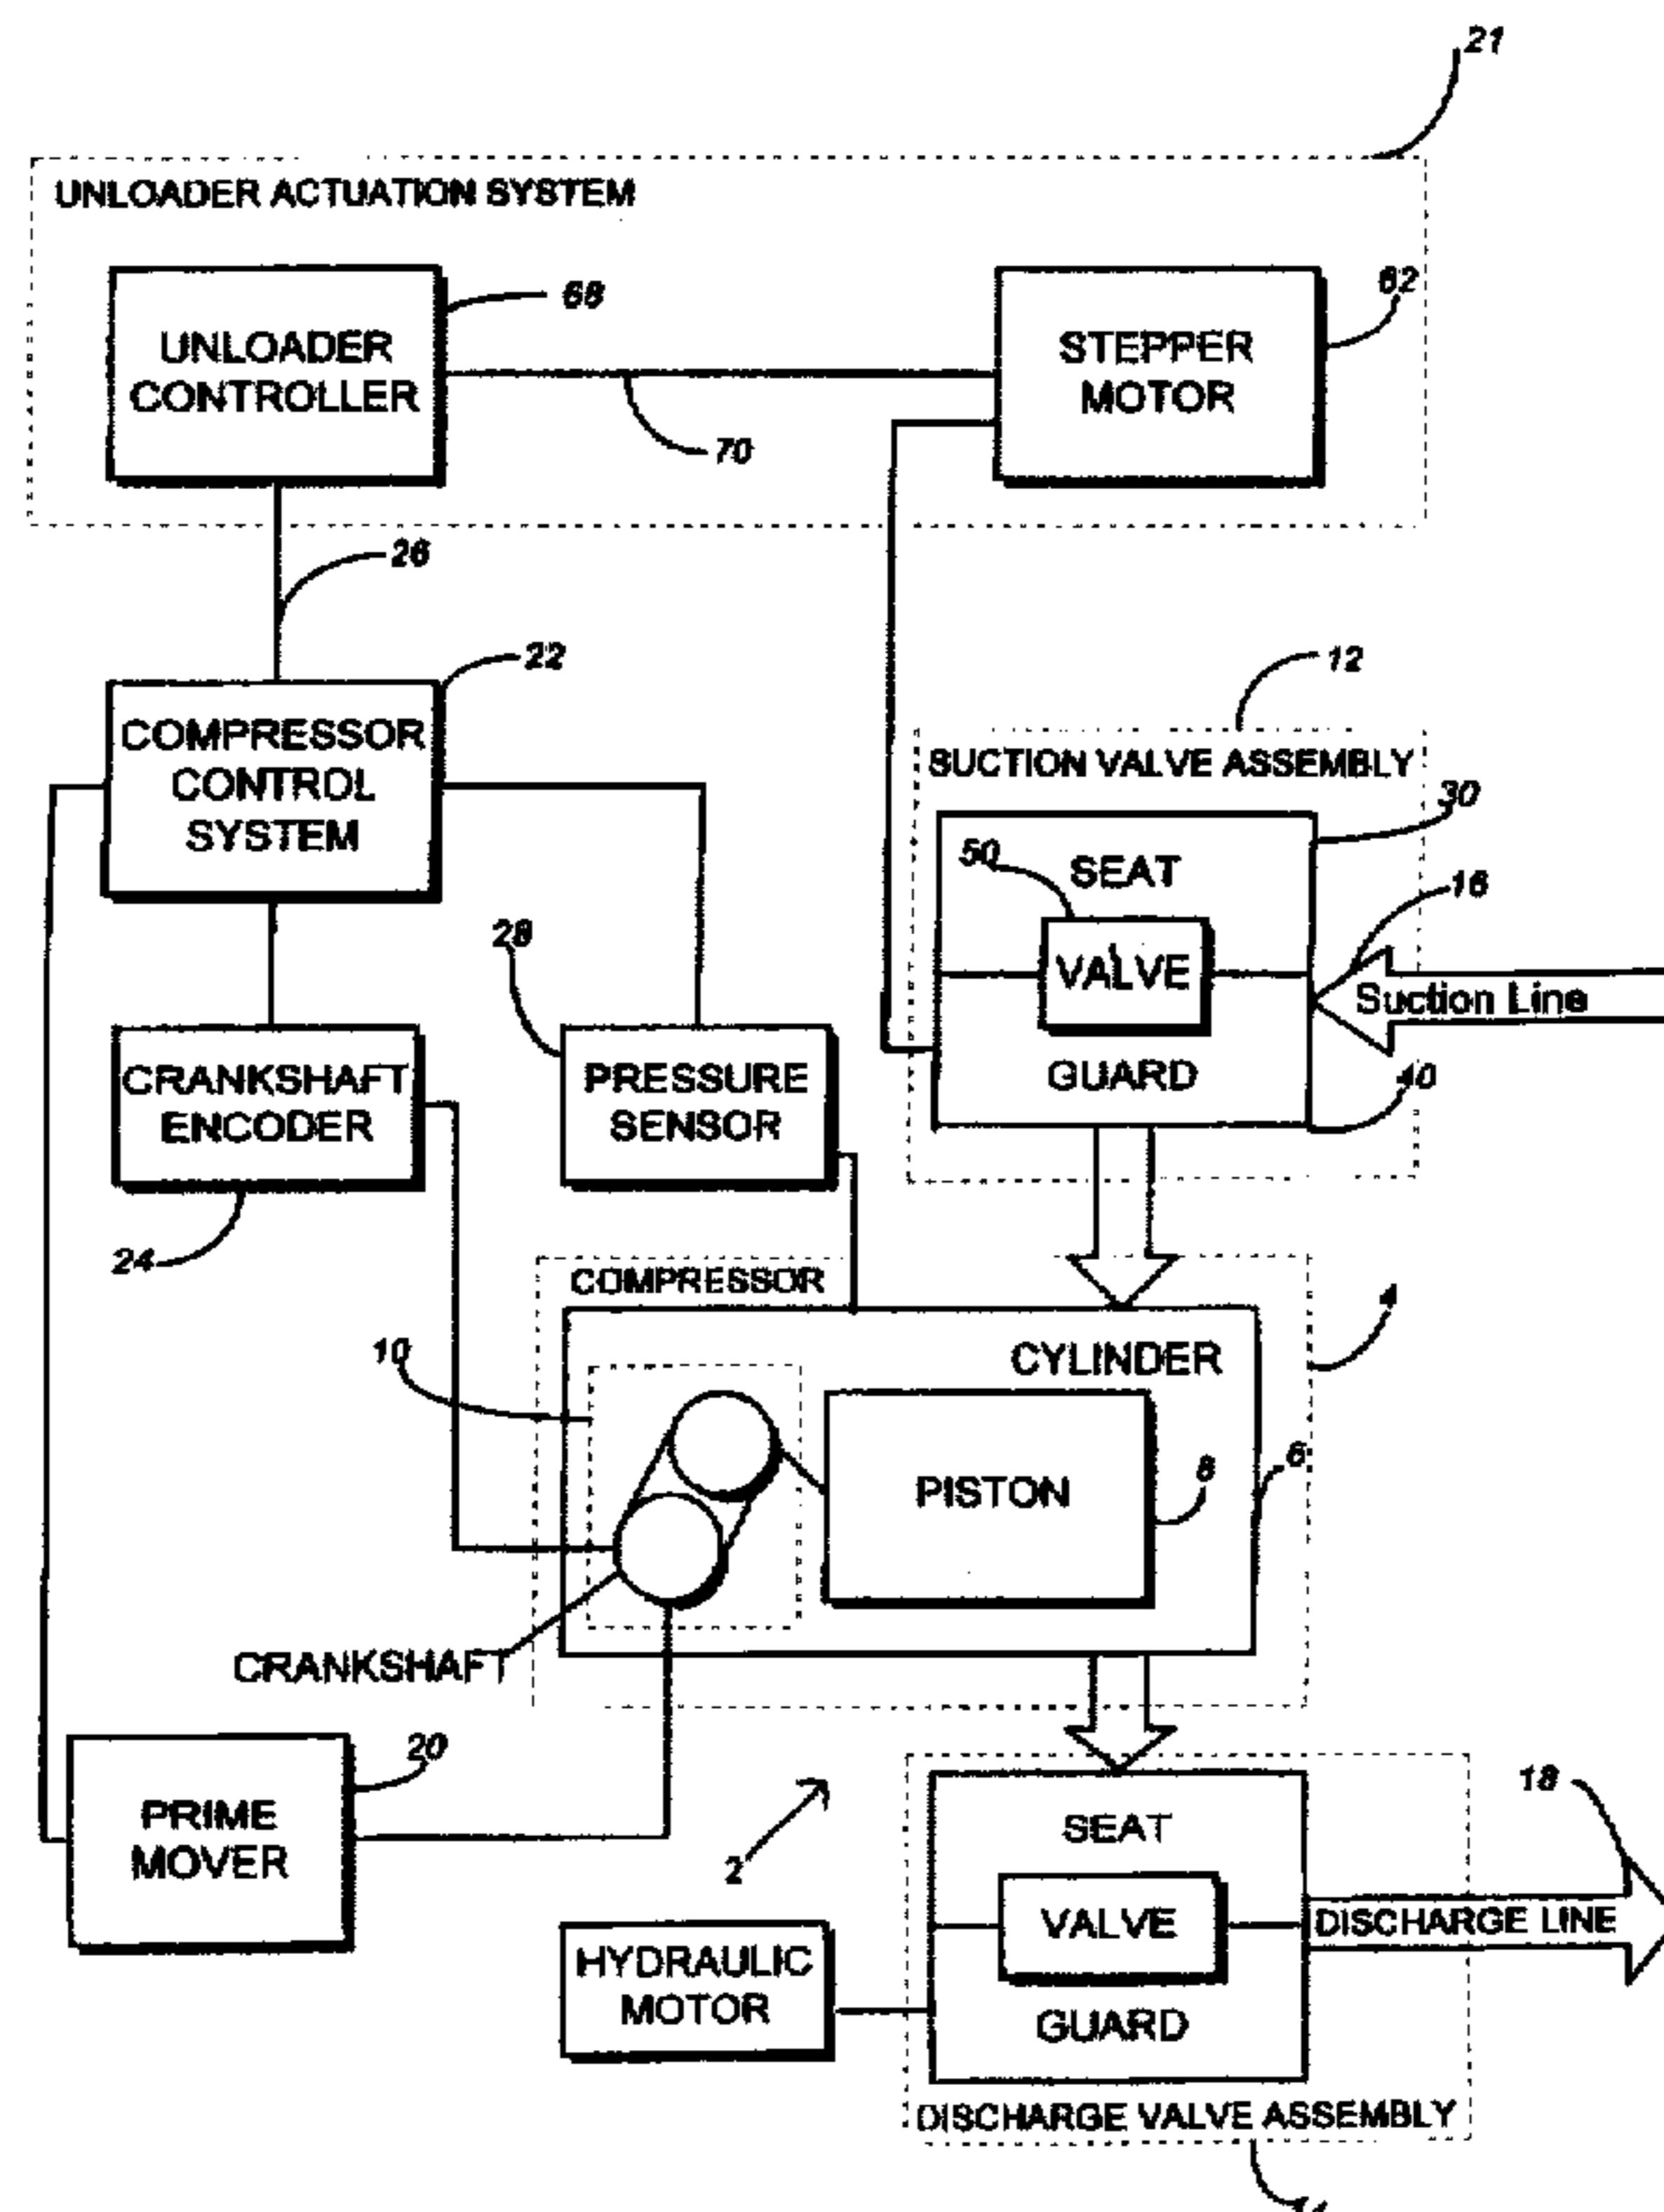 21
UNLOADER ACTUATION SYSTEM
68
62
UNLOADER
CONTROLLER
STEPPER
MOTOR
70
26
22
12
COMPRESSOR
CONTROL
SYSTEM
SUCTION VALVE ASSEMBLY
30
50
SEAT
16
28
VALVE
Suction Line
CRANKSHAFT
ENCODER
PRESSURE
SENSOR
GUARD
40
24
COMPRESSOR
4
10
CYLINDER
6
8
PISTON
CRANKSHAFT
20
PRIME
MOVER
2
18
SEAT
VALVE
DISCHARGE LINE
HYDRAULIC
MOTOR
GUARD
DISCHARGE VALVE ASSEMBLY